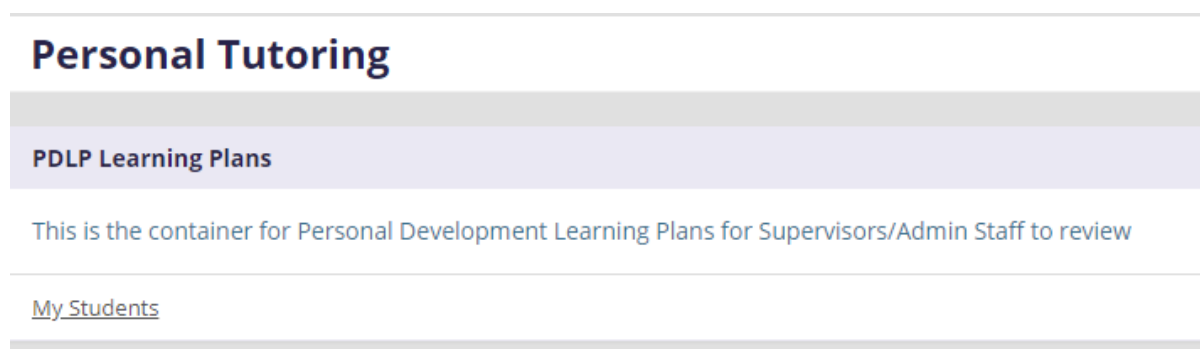 Personal Tutoring
PDLP Learning Plans
This is the container for Personal Development Learning Plans for Supervisors/Admin Staff to review
My Students